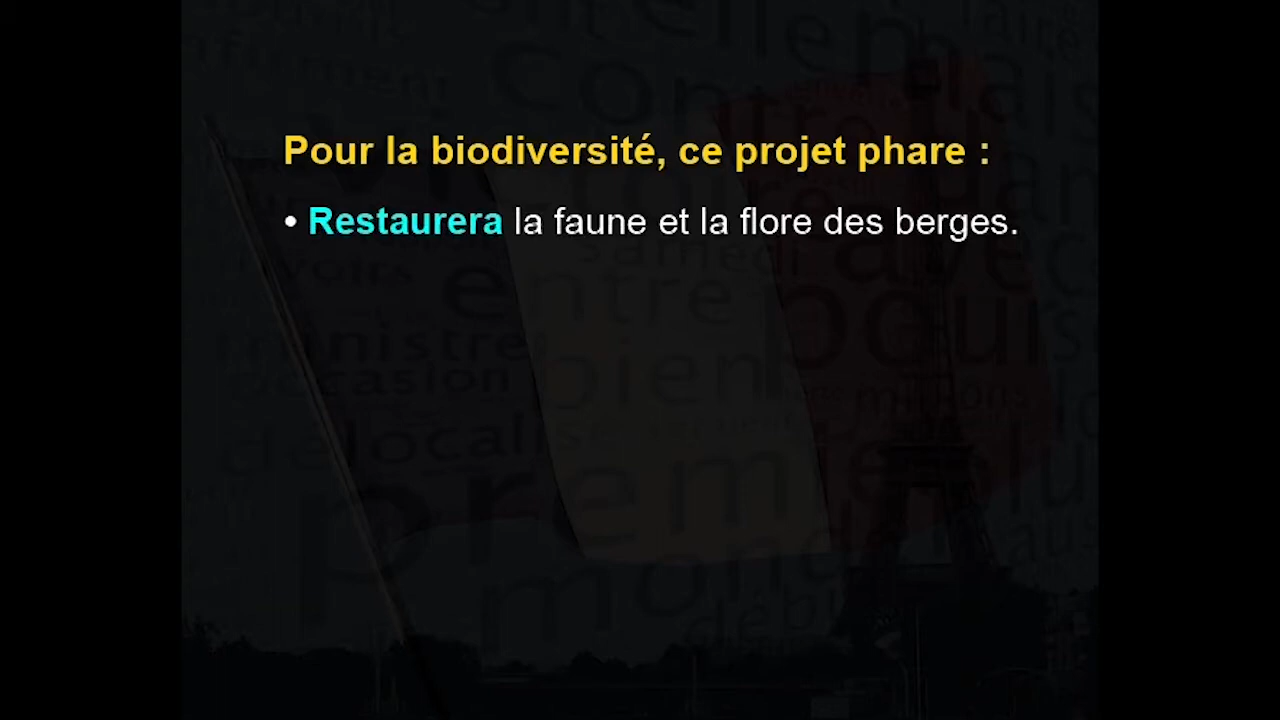 Pour la biodiversité, ce projet phare :
• Restaurera la faune et la flore des berges.